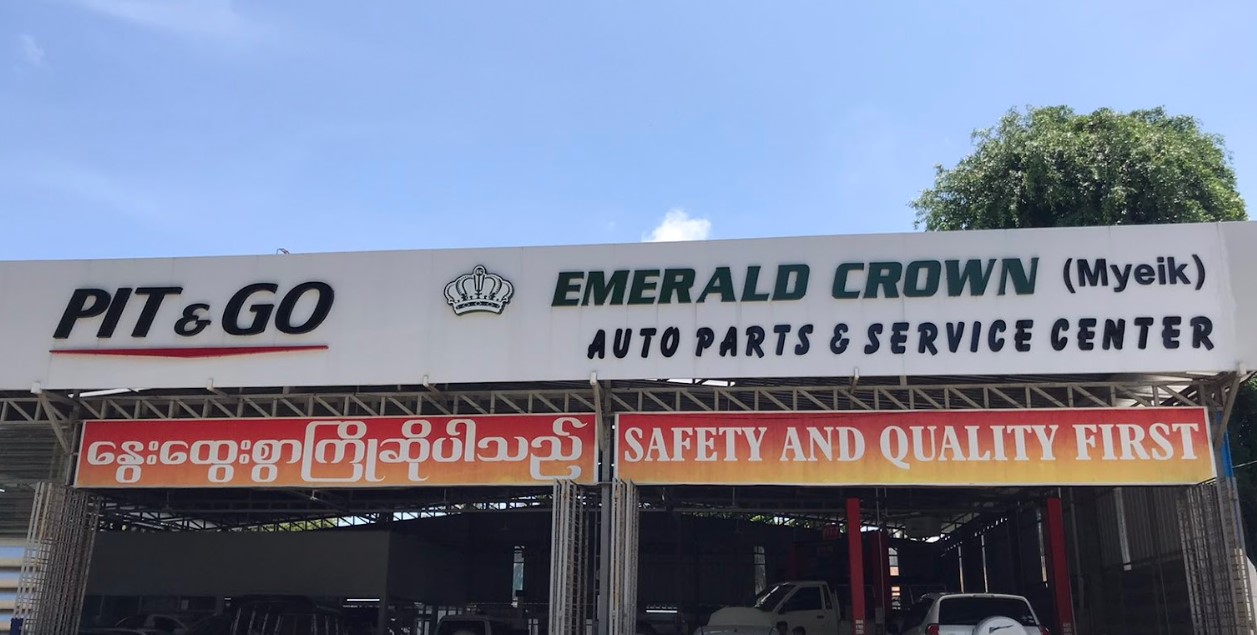 PIT & GO
EMERALD CROWN (Myeik)
AUTO PARTS & SERVICE CENTER
နွေးထွေးစွာကြိုဆိုပါသည်
SAFETY AND QUALITY FIRST